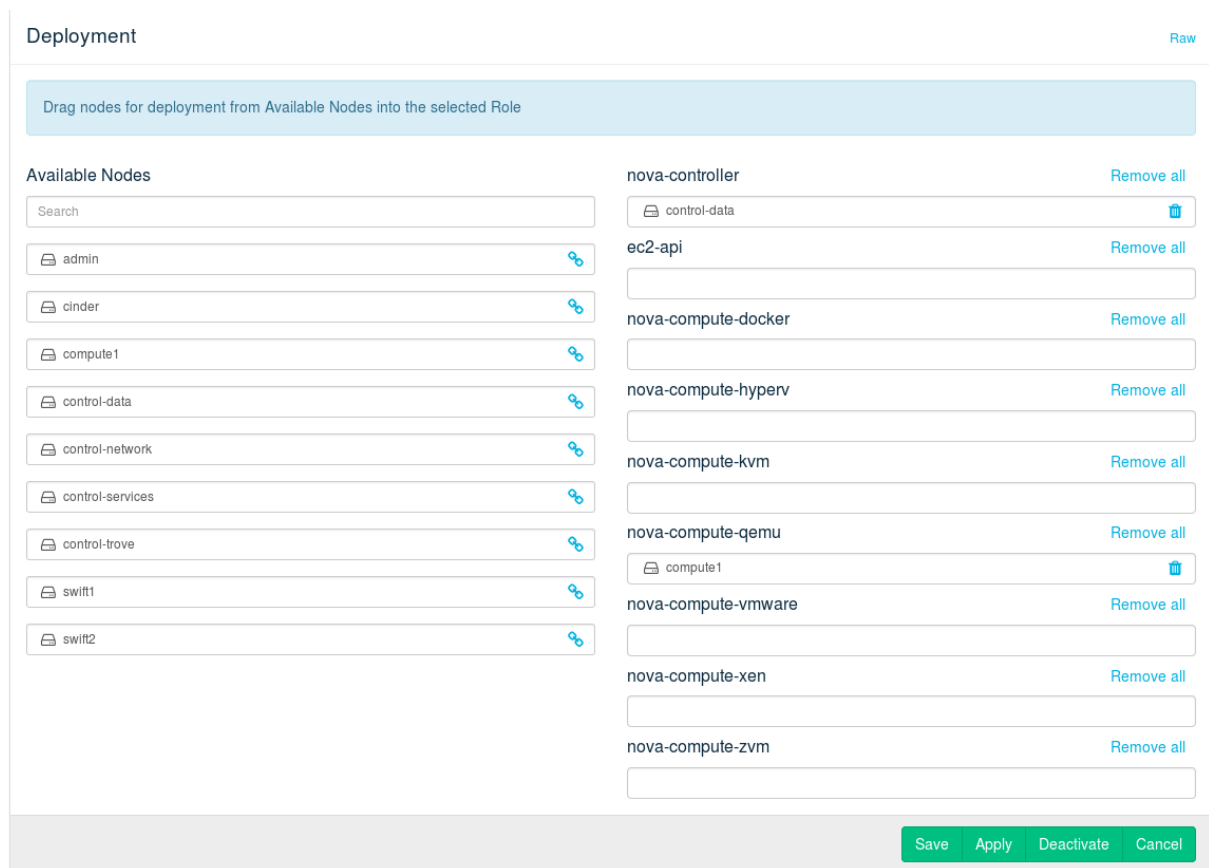 Deployment
Raw
Drag nodes for deployment from Available Nodes into the selected Role
Available Nodes
Search
admin
cinder
compute1
control-data
control-network
control-services
control-trove
swift1
swift2
nova-controller
Remove all
control-data
ec2-api
Remove all
nova-compute-docker
Remove all
nova-compute-hyperv
Remove all
nova-compute-kvm
Remove all
nova-compute-qemu
Remove all
compute1
nova-compute-vmware
Remove all
nova-compute-xen
Remove all
nova-compute-zvm
Remove all
Save
Apply
Deactivate
Cancel